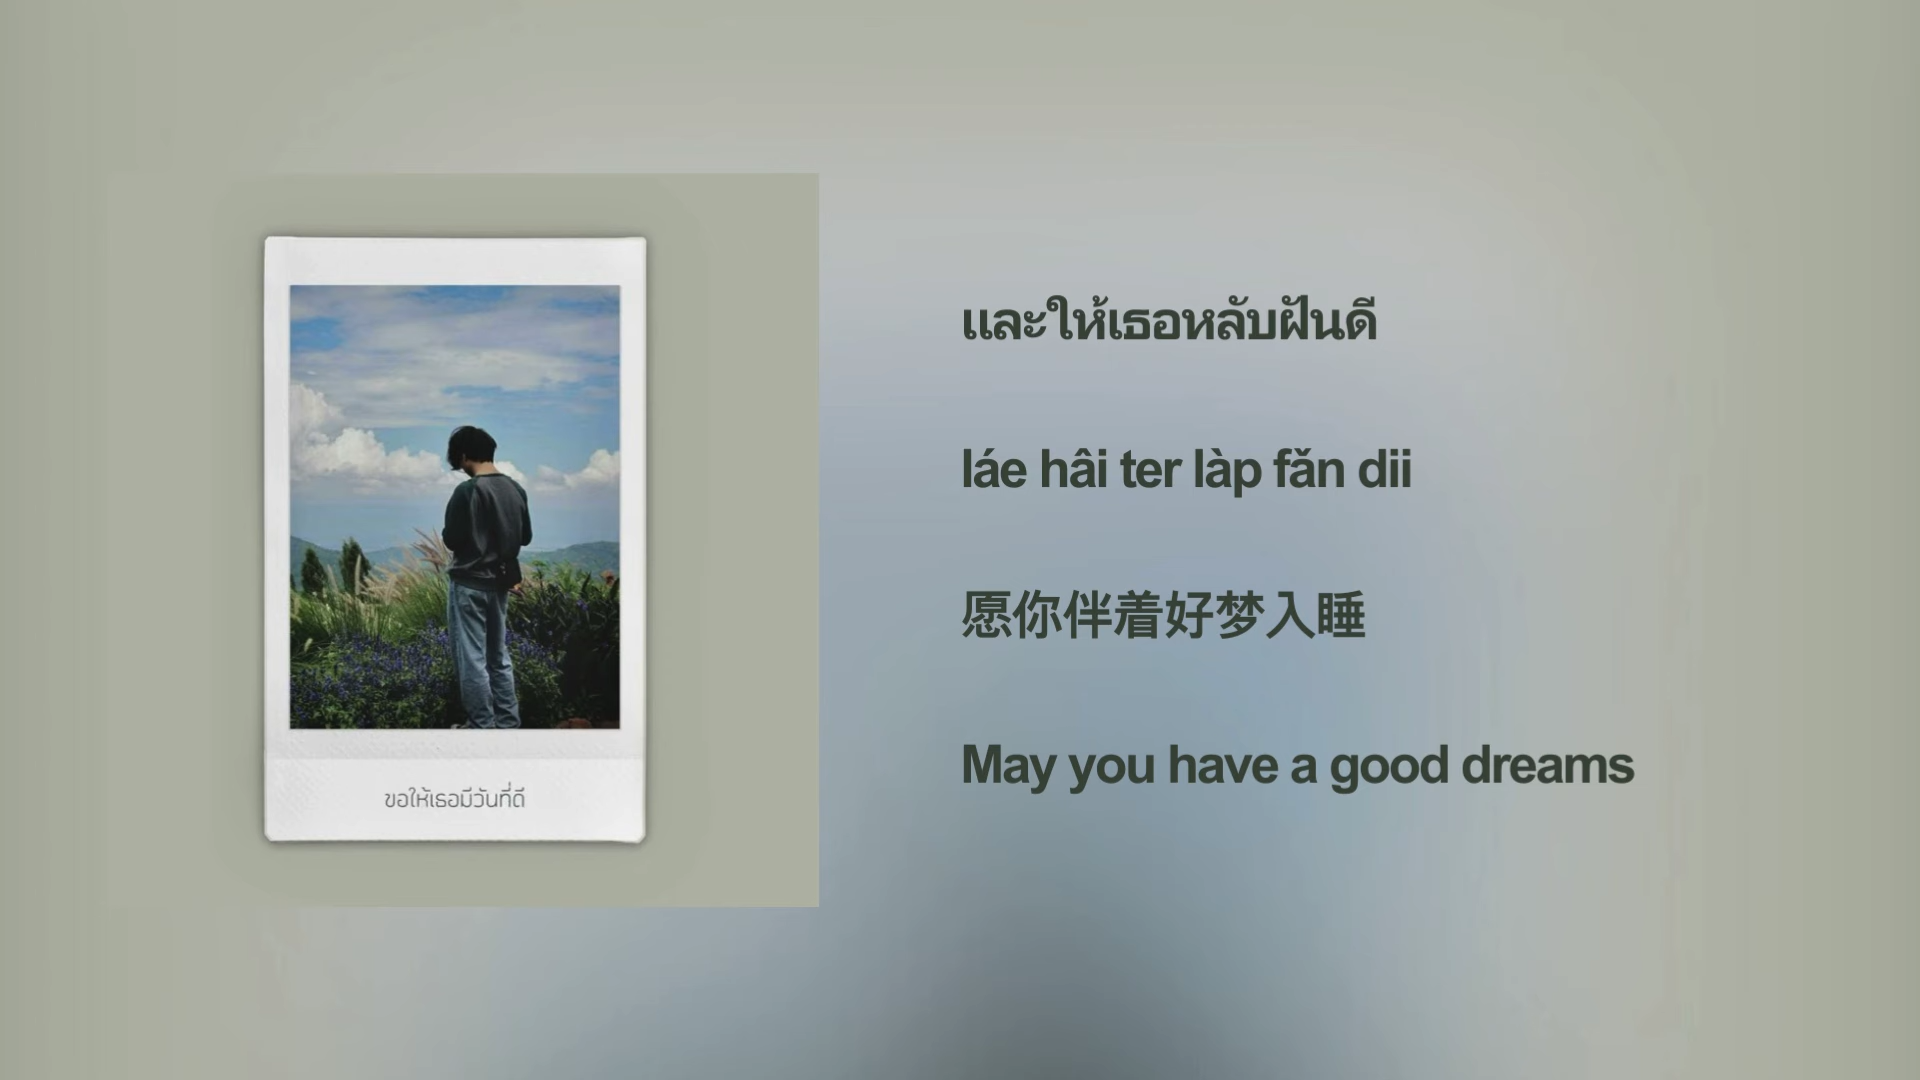 และให้เธอหลับฝันดี
láe hâi ter làp fǎn dii
愿你伴着好梦入睡
May you have a good dreams
ขอให้เธอมีวันที่ดี